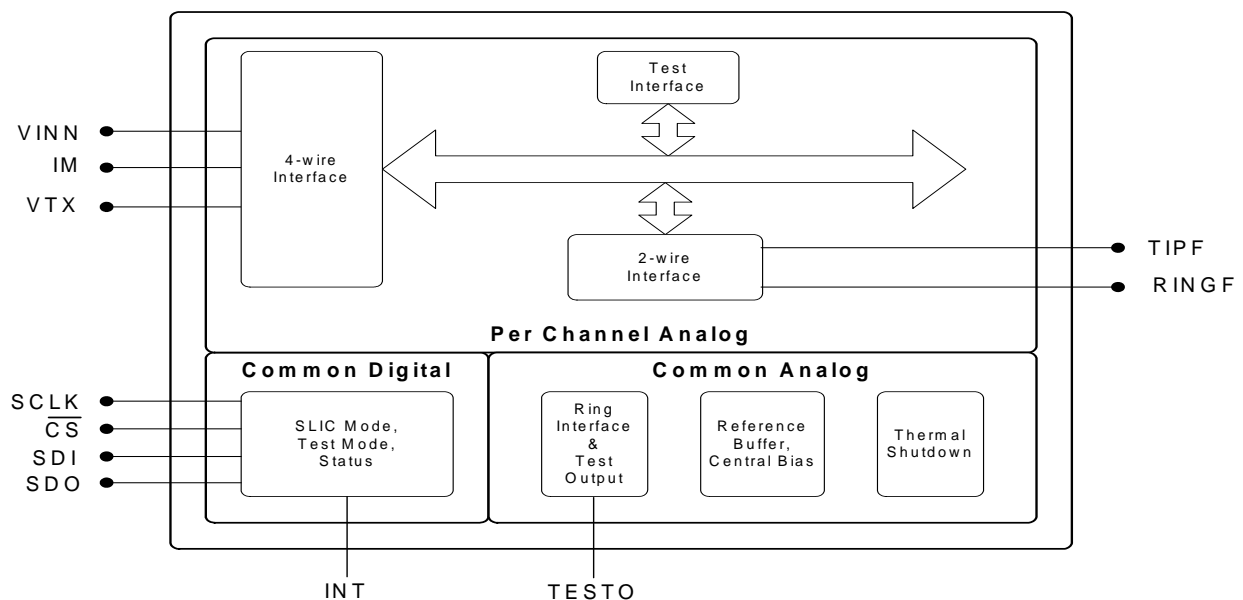 Test
Interface
VINN
IM
VTX
4-wire
Interface
2-wire
Interface
TIPF
RINGF
Per Channel Analog
Common Digital
Common Analog
SCLK
CS
SDI
SDO
SLIC Mode,
Test Mode,
Status
Ring
Interface
&
Test
Output
Reference
Buffer,
Central Bias
Thermal
Shutdown
INT
TESTO